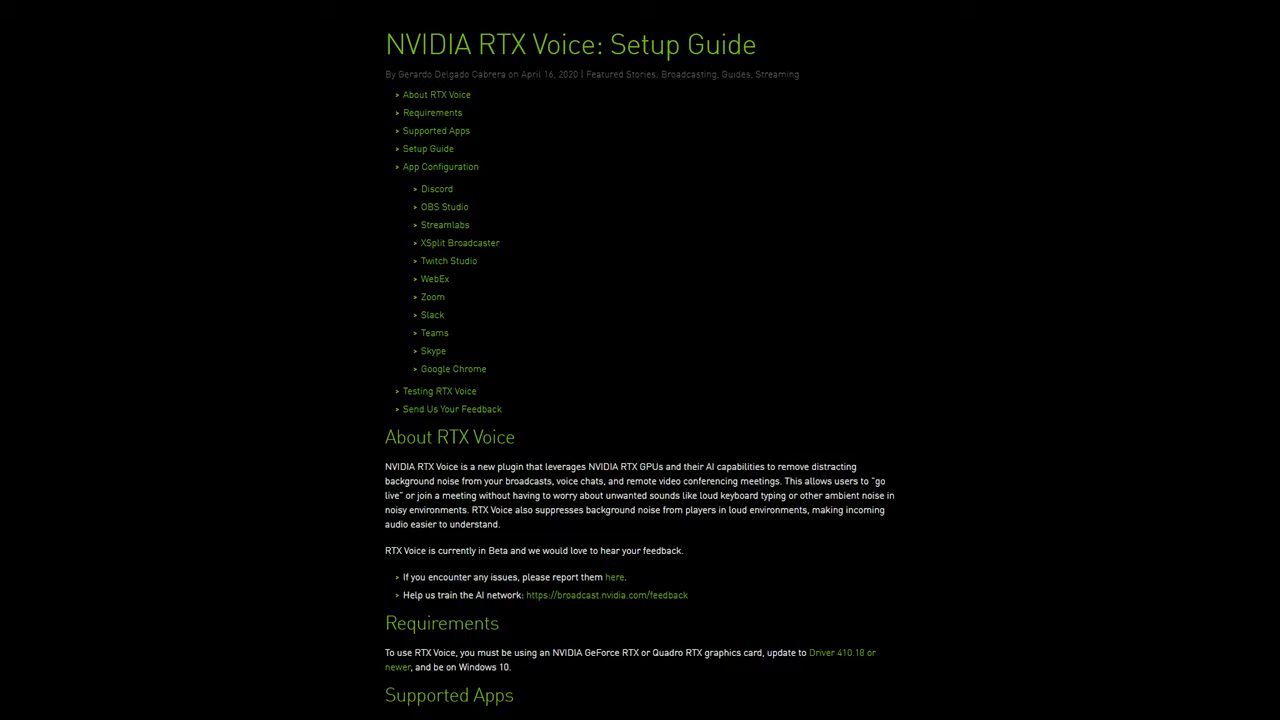 NVIDIA RTX Voice: Setup Guide
By Gerardo Delgado Cabrera on April 16, 2020 | Featured Stories, Broadcasting, Guides, Streaming
> About RTX Voice
> Requirements
> Supported Apps
> Setup Guide
> App Configuration
> Discord
> OBS Studio
> Streamlabs
> XSplit Broadcaster
> Twitch Studio
> WebEx
> Zoom
> Slack
> Teams
> Skype
> Google Chrome
> Testing RTX Voice
> Send Us Your Feedback
About RTX Voice
NVIDIA RTX Voice is a new plugin that leverages NVIDIA RTX GPUs and their AI capabilities to remove distracting
background noise from your broadcasts, voice chats, and remote video conferencing meetings. This allows users to "go
live" or join a meeting without having to worry about unwanted sounds like loud keyboard typing or other ambient noise in
noisy environments. RTX Voice also suppresses background noise from players in loud environments, making incoming
audio easier to understand.
RTX Voice is currently in Beta and we would love to hear your feedback.
> If you encounter any issues, please report them here.
> Help us train the AI network: https://broadcast.nvidia.com/feedback
Requirements
To use RTX Voice, you must be using an NVIDIA GeForce RTX or Quadro RTX graphics card, update to Driver 410.18 or
newer, and be on Windows 10.
Supported Apps